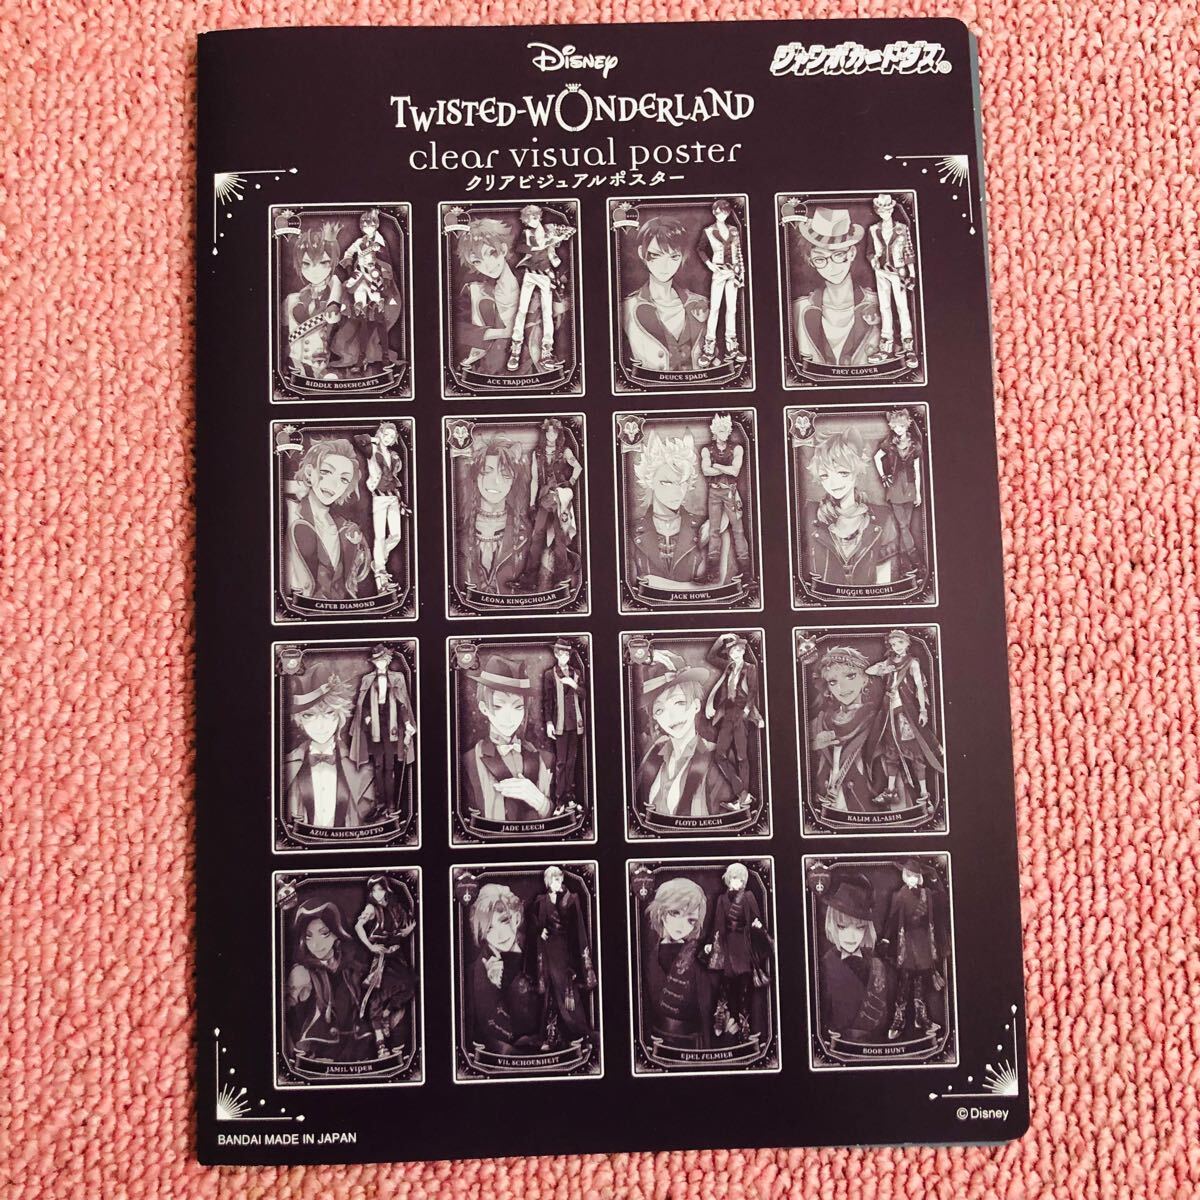 Disney
ジャンボカードダス®
TWISTED-WONDERLAND
clear visual poster
クリアビジュアルポスター
RIDDLE ROSEHEARTS
ACE TRAPPOLA
DEUCE SPADE
TREY CLOVER
CATER DIAMOND
LEONA KINGSCHOLAR
JACK HOWL
RUGGIE BUCCHI
AZUL ASHENGROTTO
JADE LEECH
FLOYD LEECH
KALIM AL-ASIM
JAMIL VIPER
VIL SCHOENHEIT
EPEL FELMIER
ROOK HUNT
BANDAI MADE IN JAPAN
©Disney